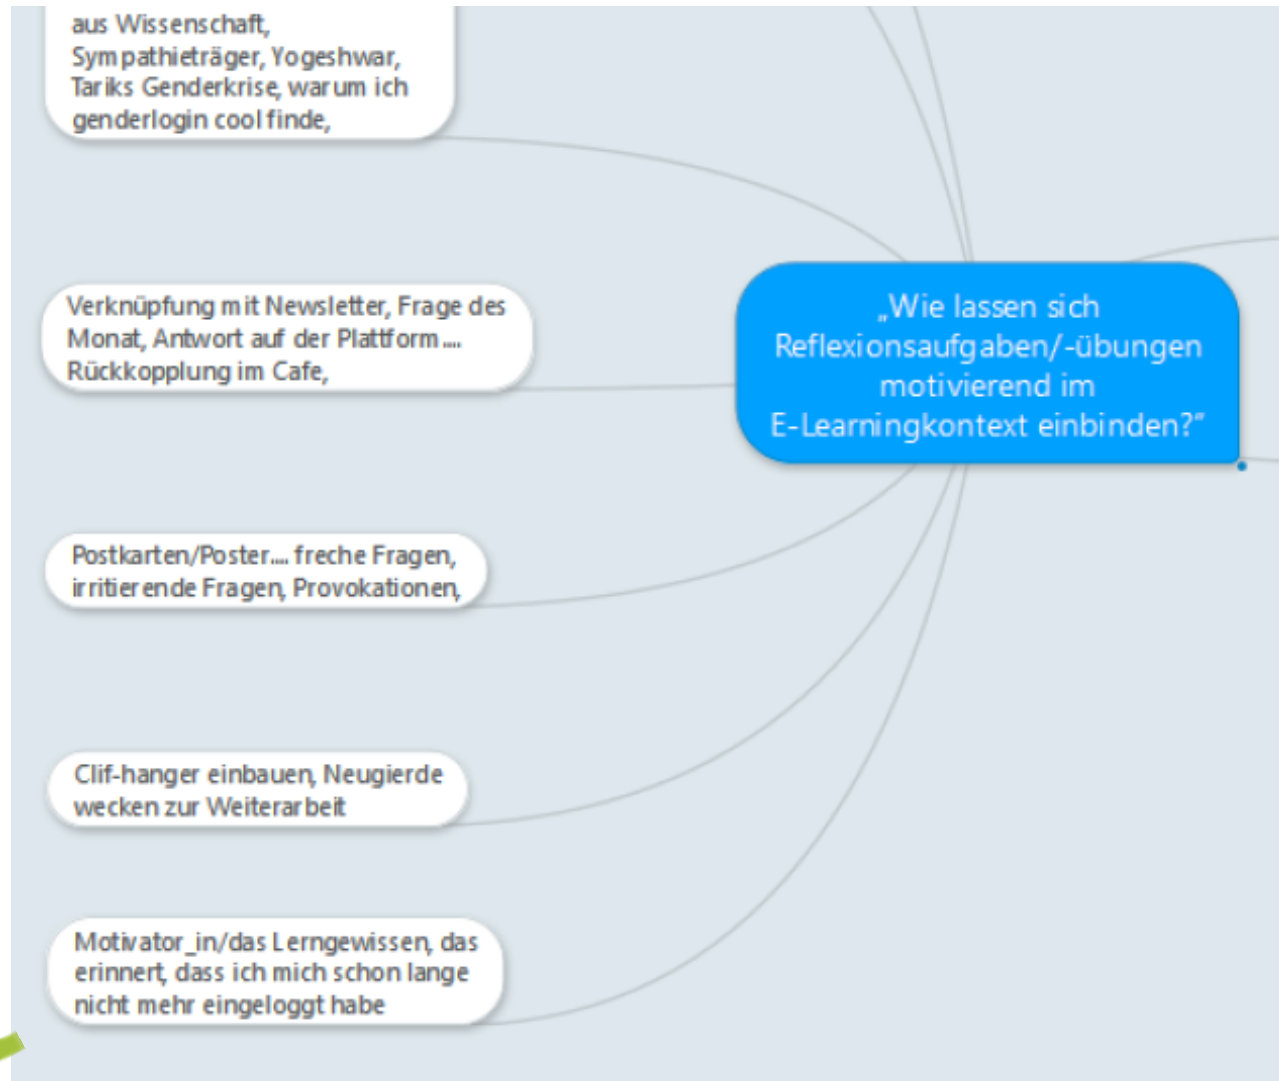 aus Wissenschaft,
Sympathieträger, Yogeshwar,
Tariks Genderkrise, warum ich
genderlogin cool finde,
Verknüpfung mit Newsletter, Frage des
Monat, Antwort auf der Plattform....
Rückkopplung im Cafe,
„Wie lassen sich
Reflexionsaufgaben/-übungen
motivierend im
E-Learningkontext einbinden?“
Postkarten/Poster.... freche Fragen,
irritierende Fragen, Provokationen,
Clif-hanger einbauen, Neugierde
wecken zur Weiterarbeit
Motivator_in/das Lerngewissen, das
erinnert, dass ich mich schon lange
nicht mehr eingeloggt habe